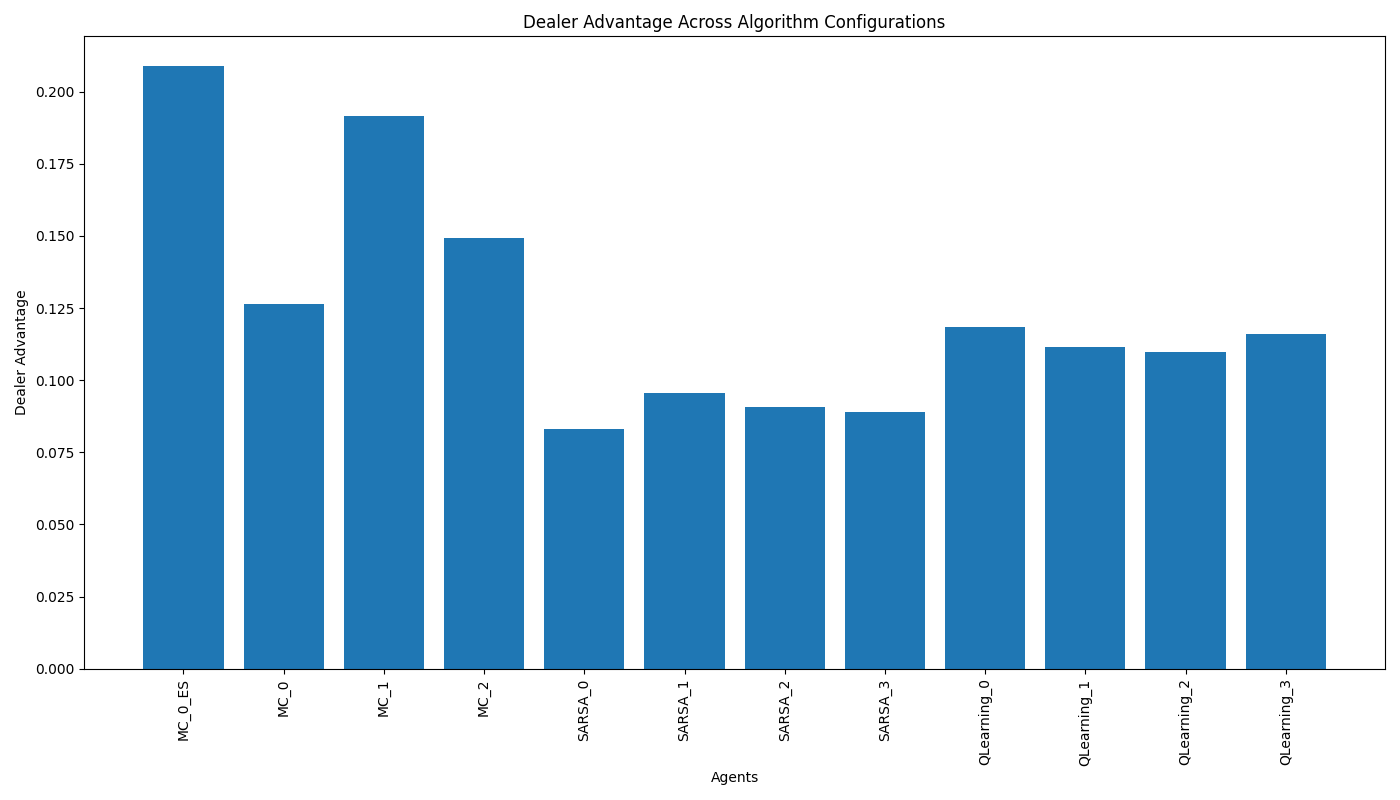 Dealer Advantage Across Algorithm Configurations
Dealer Advantage
0.200
0.175
0.150
0.125
0.100
0.075
0.050
0.025
0.000
MC_0_ES
MC_0
MC_1
MC_2
SARSA_0
SARSA_1
SARSA_2
SARSA_3
QLearning_0
QLearning_1
QLearning_2
QLearning_3
Agents